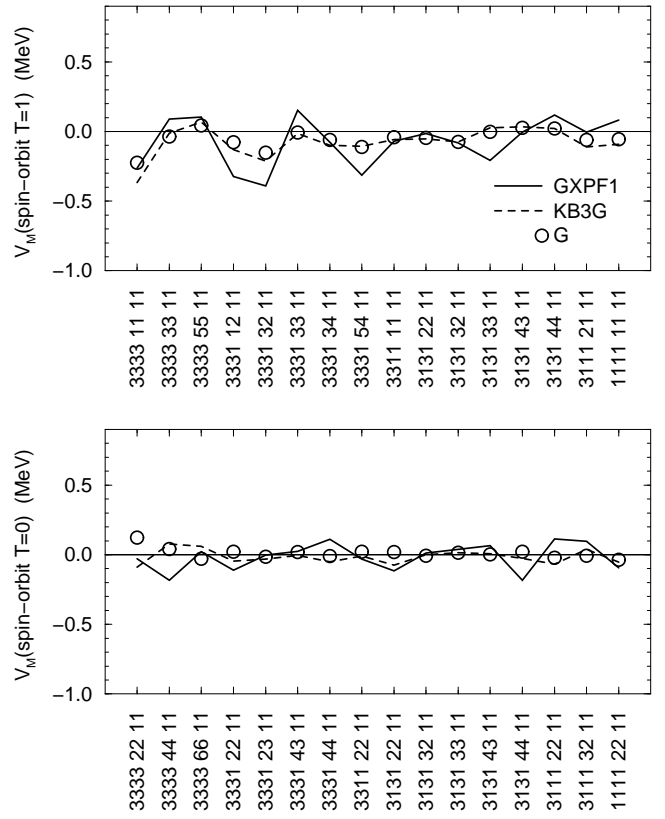 V_M(spin−orbit T=1) (MeV)
0.5
0.0
−0.5
−1.0
GXPF1
KB3G
G
3333 11 11
3333 33 11
3333 55 11
3331 12 11
3331 32 11
3331 33 11
3331 34 11
3331 54 11
3311 11 11
3131 22 11
3131 32 11
3131 33 11
3131 43 11
3131 44 11
3111 21 11
1111 11 11
V_M(spin−orbit T=0) (MeV)
0.5
0.0
−0.5
−1.0
3333 22 11
3333 44 11
3333 66 11
3331 22 11
3331 23 11
3331 43 11
3331 44 11
3311 22 11
3131 22 11
3131 32 11
3131 33 11
3131 43 11
3131 44 11
3111 22 11
3111 32 11
1111 22 11